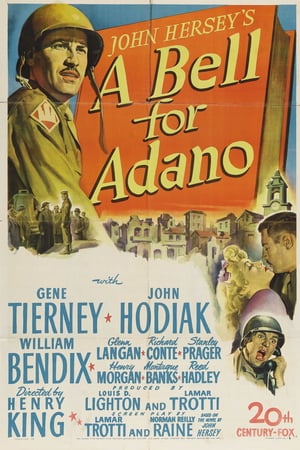 JOHN HERSEY'S
A Bell
for
Adano
with
GENE TIERNEY ★ JOHN HODIAK
WILLIAM BENDIX
Glenn LANGAN ★ Richard CONTE ★ Stanley PRAGER
Henry MORGAN ★ Montague BANKS ★ Reed HADLEY
Directed by
HENRY KING
PRODUCED BY
LOUIS D. LIGHTON AND LAMAR TROTTI
SCREEN PLAY BY
LAMAR TROTTI AND NORMAN REILLY RAINE
BASED ON THE NOVEL BY JOHN HERSEY
20th
CENTURY-FOX